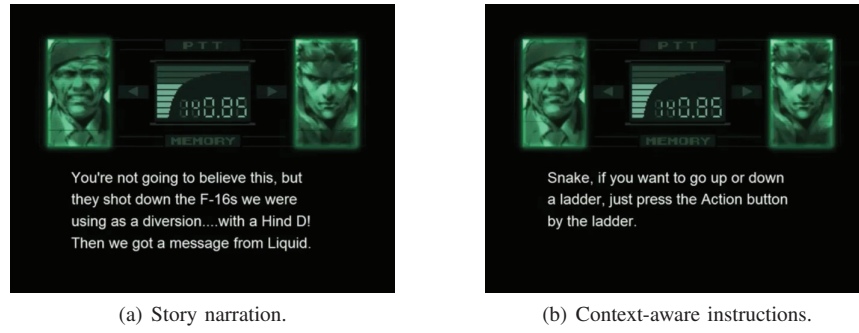 PTT
140.85
MEMORY
You're not going to believe this, but
they shot down the F-16s we were
using as a diversion....with a Hind D!
Then we got a message from Liquid.
(a) Story narration.
PTT
140.85
MEMORY
Snake, if you want to go up or down
a ladder, just press the Action button
by the ladder.
(b) Context-aware instructions.